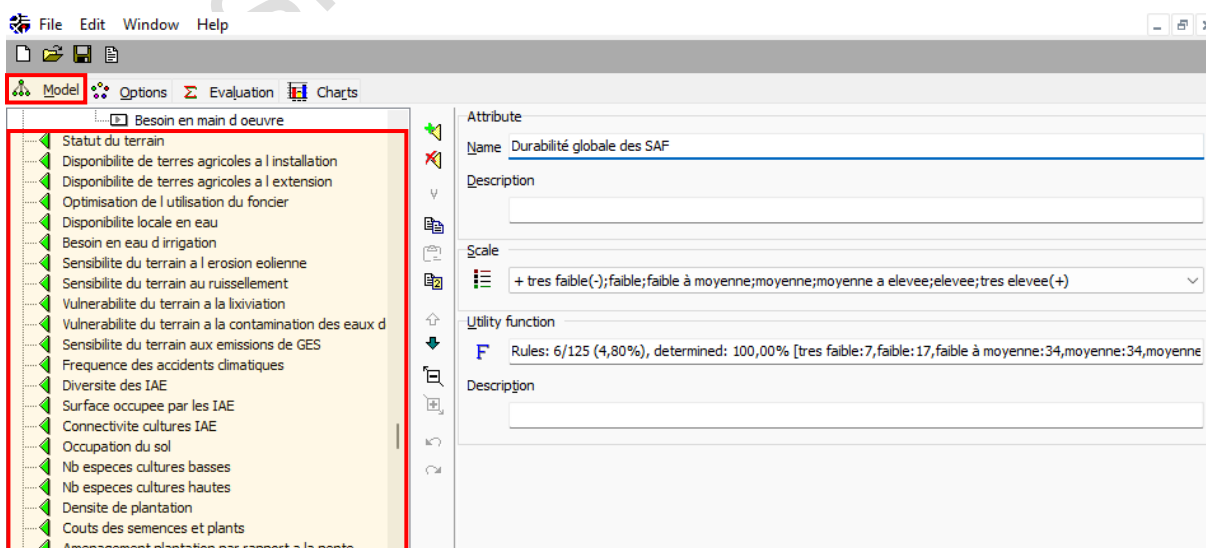 File Edit Window Help
Model Options Evaluation Charts
Besoin en main d oeuvre
Statut du terrain
Disponibilite de terres agricoles a l installation
Disponibilite de terres agricoles a l extension
Optimisation de l utilisation du foncier
Disponibilite locale en eau
Besoin en eau d irrigation
Sensibilite du terrain a l erosion eolienne
Sensibilite du terrain au ruissellement
Vulnerabilite du terrain a la lixiviation
Vulnerabilite du terrain a la contamination des eaux d
Sensibilite du terrain aux emissions de GES
Frequence des accidents climatiques
Diversite des IAE
Surface occupee par les IAE
Connectivite cultures IAE
Occupation du sol
Nb especes cultures basses
Nb especes cultures hautes
Densite de plantation
Couts des semences et plants
Amenagement plantation par rapport a la pente
Attribute
Name Durabilité globale des SAF
Description
Scale
+ tres faible(-);faible;faible à moyenne;moyenne;moyenne a elevee;elevee;tres elevee(+)
Utility function
F Rules: 6/125 (4,80%), determined: 100,00% [tres faible:7,faible:17,faible à moyenne:34,moyenne:34,moyenne
Description